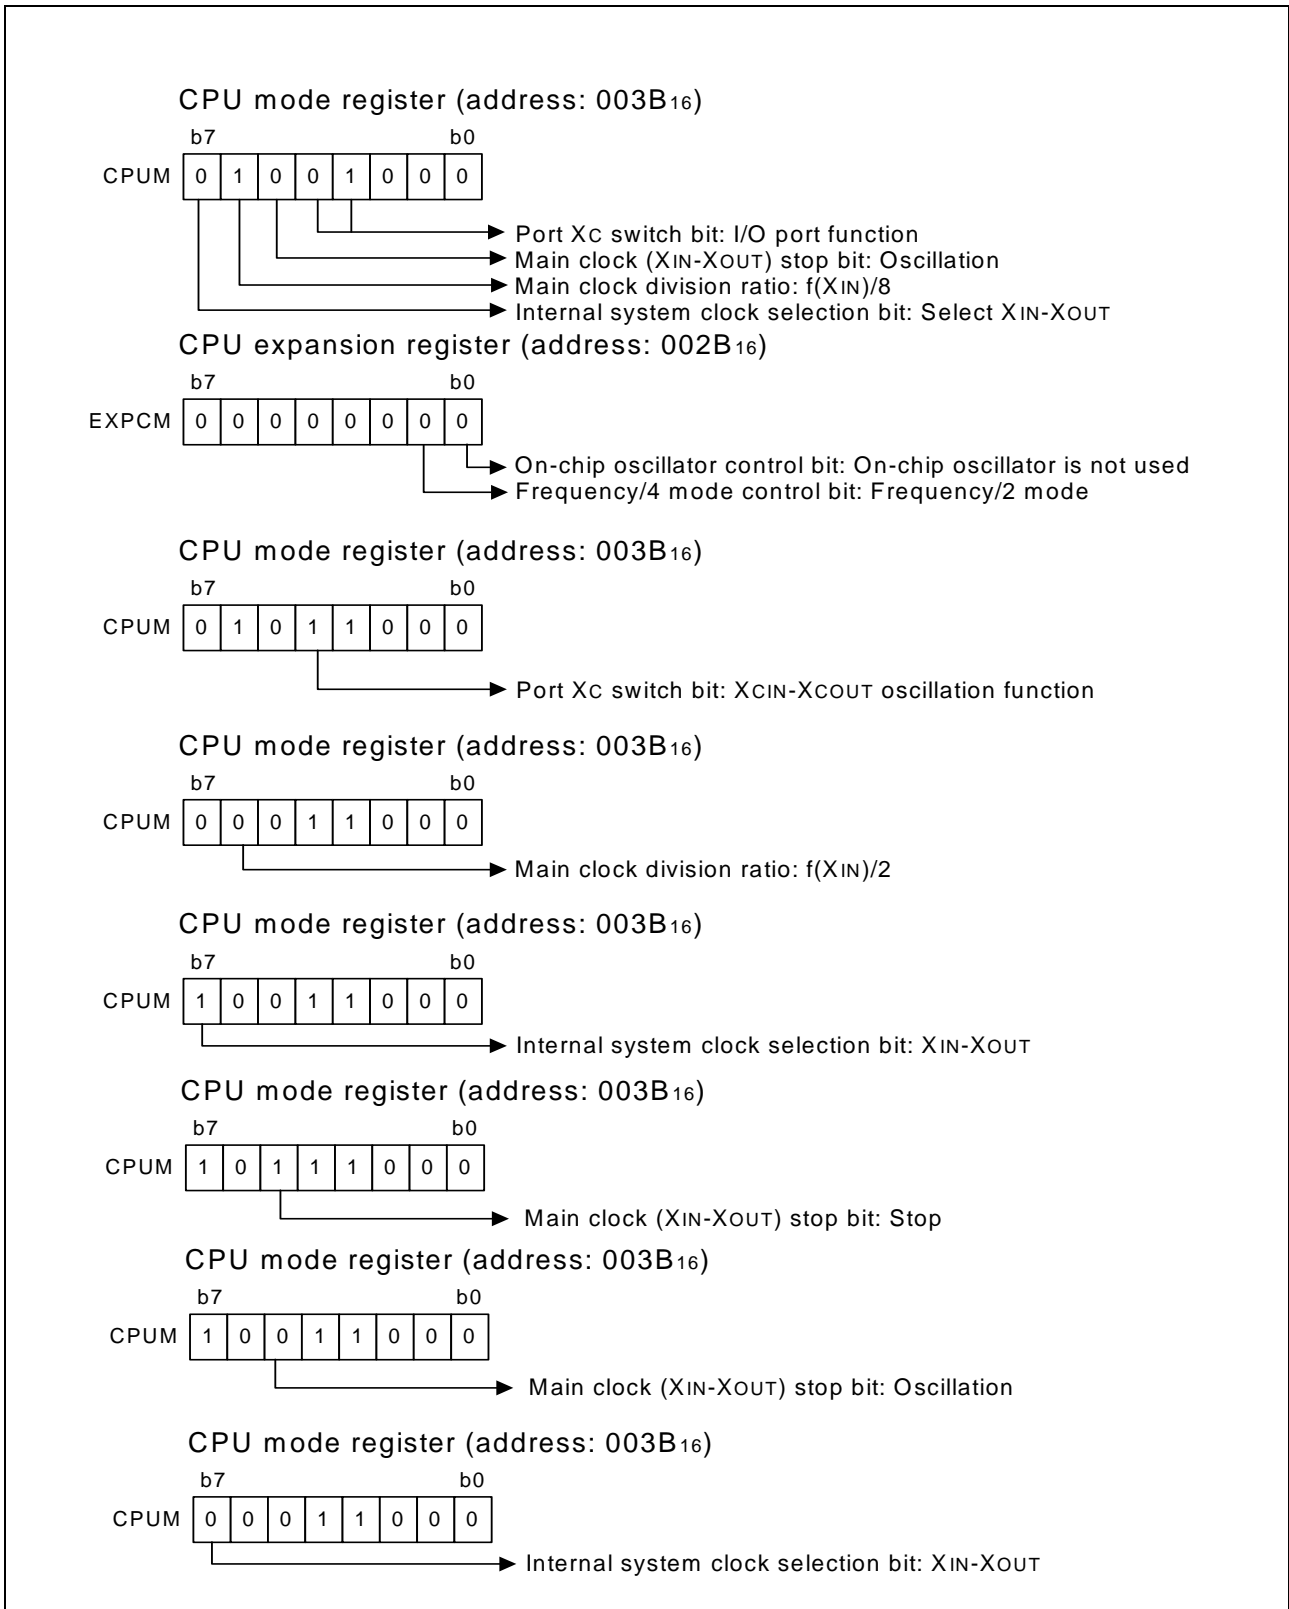 CPU mode register (address: 003B16)
b7 b0
CPUM 0 1 0 0 1 0 0 0
Port XC switch bit: I/O port function
Main clock (XIN-XOUT) stop bit: Oscillation
Main clock division ratio: f(XIN)/8
Internal system clock selection bit: Select XIN-XOUT
CPU expansion register (address: 002B16)
b7 b0
EXPCM 0 0 0 0 0 0 0 0
On-chip oscillator control bit: On-chip oscillator is not used
Frequency/4 mode control bit: Frequency/2 mode
CPU mode register (address: 003B16)
b7 b0
CPUM 0 1 0 1 1 0 0 0
Port XC switch bit: XCIN-XCOUT oscillation function
CPU mode register (address: 003B16)
b7 b0
CPUM 0 0 0 1 1 0 0 0
Main clock division ratio: f(XIN)/2
CPU mode register (address: 003B16)
b7 b0
CPUM 1 0 0 1 1 0 0 0
Internal system clock selection bit: XIN-XOUT
CPU mode register (address: 003B16)
b7 b0
CPUM 1 0 1 1 1 0 0 0
Main clock (XIN-XOUT) stop bit: Stop
CPU mode register (address: 003B16)
b7 b0
CPUM 1 0 0 1 1 0 0 0
Main clock (XIN-XOUT) stop bit: Oscillation
CPU mode register (address: 003B16)
b7 b0
CPUM 0 0 0 1 1 0 0 0
Internal system clock selection bit: XIN-XOUT